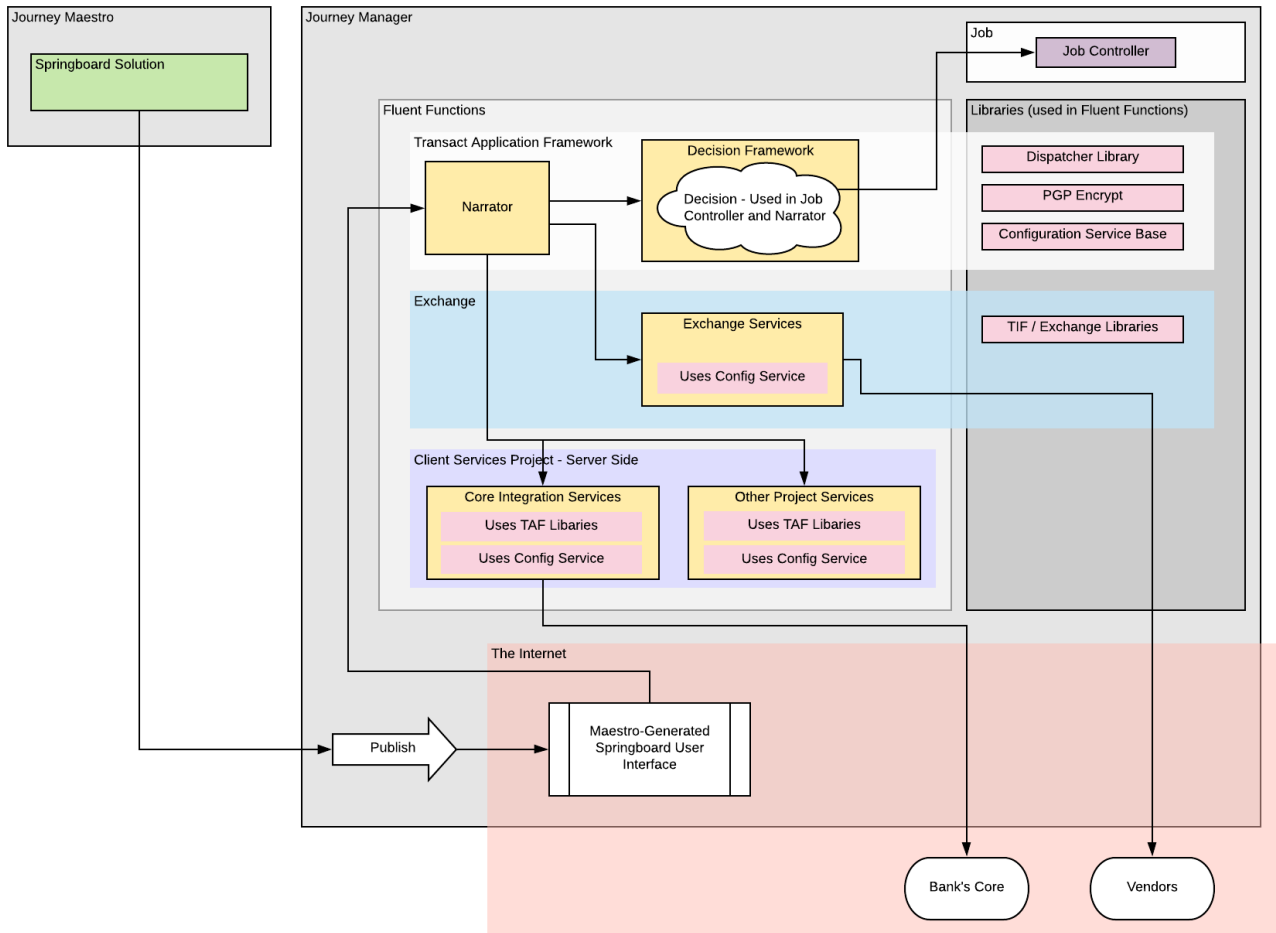 Journey Maestro
Springboard Solution
Journey Manager
Job
Job Controller
Fluent Functions
Libraries (used in Fluent Functions)
Transact Application Framework
Narrator
Decision Framework
Decision - Used in Job
Controller and Narrator
Dispatcher Library
PGP Encrypt
Configuration Service Base
Exchange
Exchange Services
Uses Config Service
TIF / Exchange Libraries
Client Services Project - Server Side
Core Integration Services
Uses TAF Libaries
Uses Config Service
Other Project Services
Uses TAF Libaries
Uses Config Service
The Internet
Publish
Maestro-Generated
Springboard User
Interface
Bank's Core
Vendors